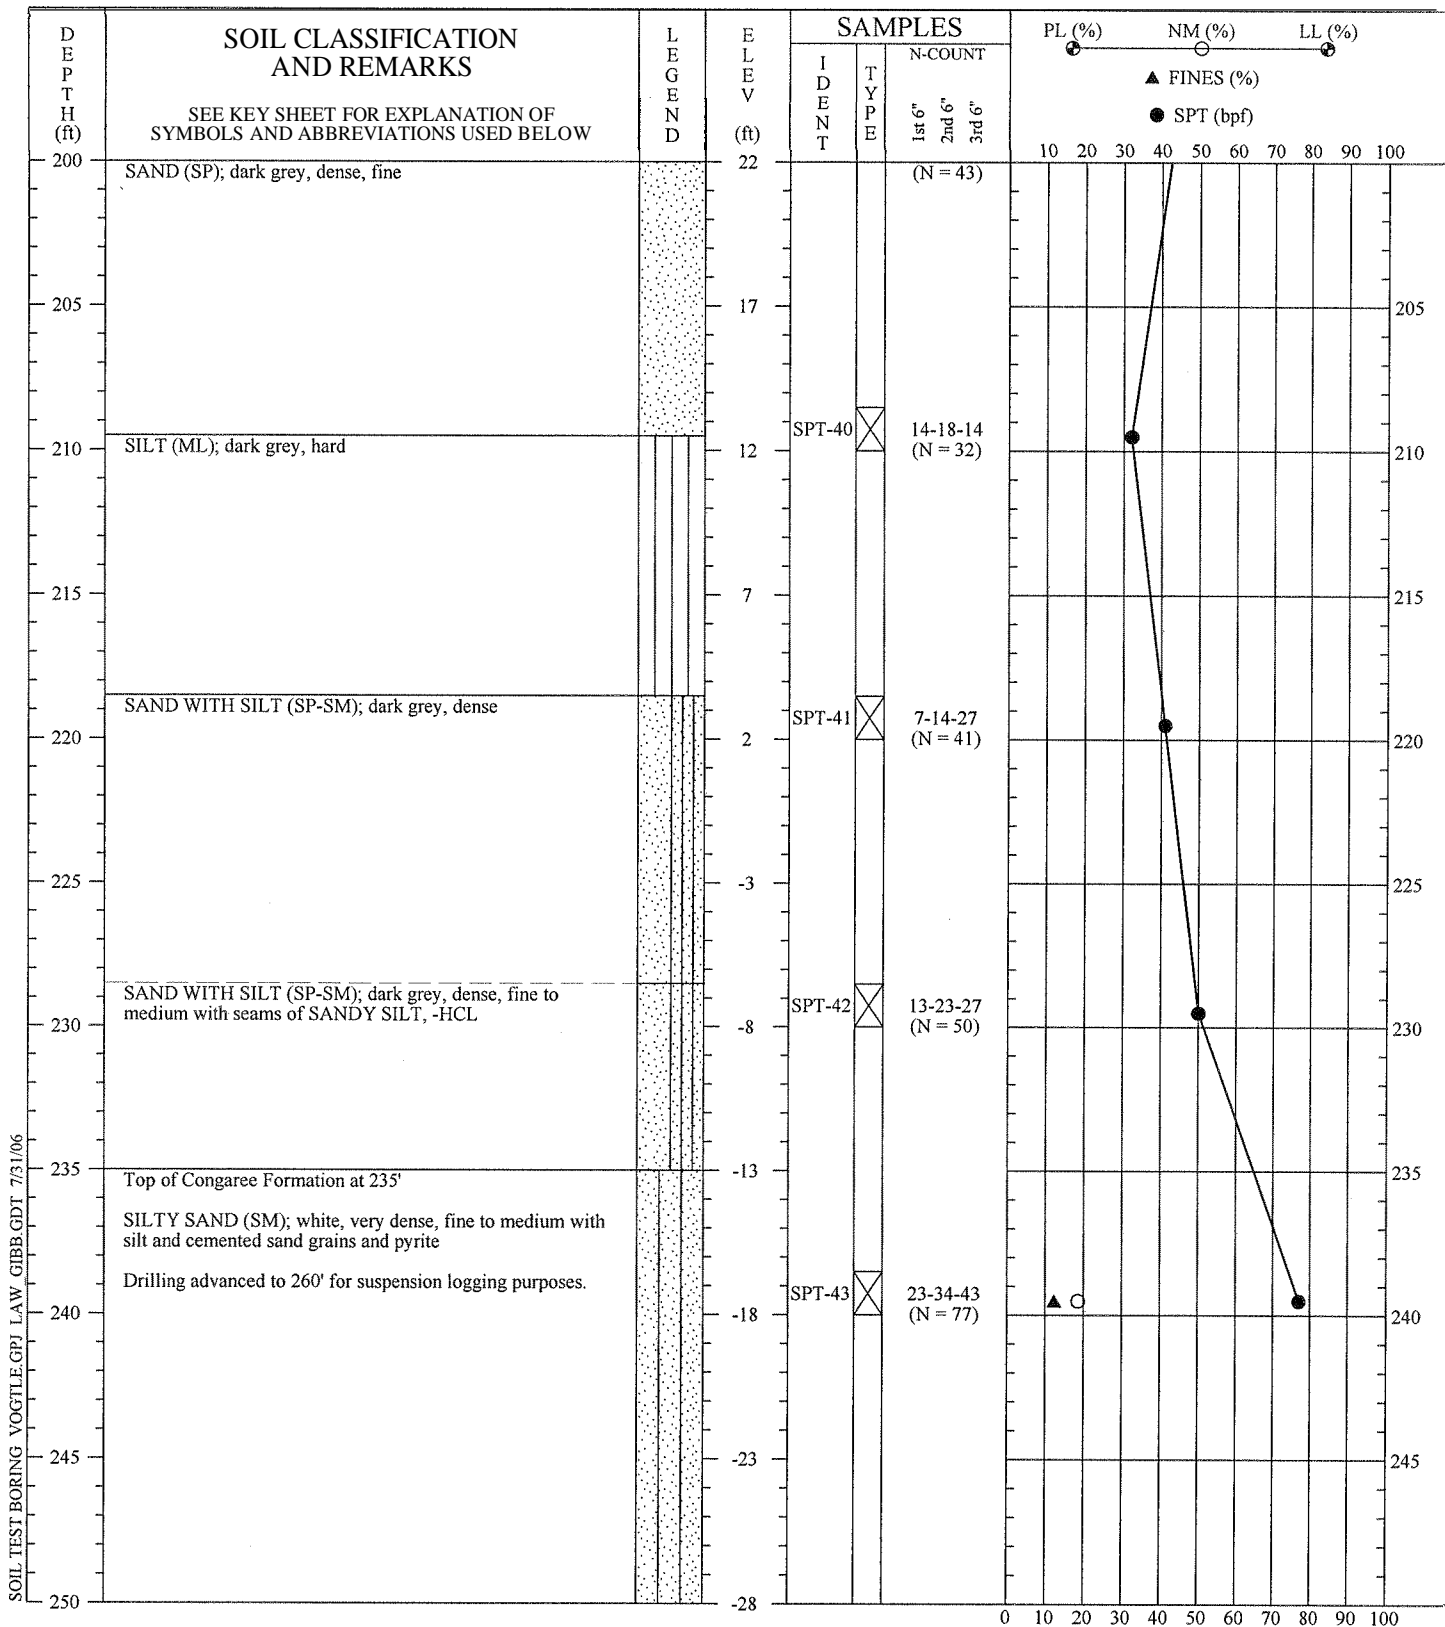 DEPTH (ft)
SOIL CLASSIFICATION
AND REMARKS
SEE KEY SHEET FOR EXPLANATION OF
SYMBOLS AND ABBREVIATIONS USED BELOW
LEGEND
ELEV (ft)
SAMPLES
IDENT
TYPE
N-COUNT
1st 6"
2nd 6"
3rd 6"
PL (%) NM (%) LL (%)
FINES (%)
SPT (bpf)
10 20 30 40 50 60 70 80 90 100
200 22
SAND (SP); dark grey, dense, fine
(N = 43)
205 17 205
SPT-40 14-18-14
(N = 32)
SILT (ML); dark grey, hard
210 12 210
215 7 215
SAND WITH SILT (SP-SM); dark grey, dense
SPT-41 7-14-27
(N = 41)
220 2 220
225 -3 225
SAND WITH SILT (SP-SM); dark grey, dense, fine to
medium with seams of SANDY SILT, -HCL
SPT-42 13-23-27
(N = 50)
230 -8 230
235 -13 235
Top of Congaree Formation at 235'
SILTY SAND (SM); white, very dense, fine to medium with
silt and cemented sand grains and pyrite
Drilling advanced to 260' for suspension logging purposes.
SPT-43 23-34-43
(N = 77)
240 -18 240
245 -23 245
250 -28
0 10 20 30 40 50 60 70 80 90 100
SOIL TEST BORING VOGTLE.GPJ LAW_GIBB.GDT 7/31/06